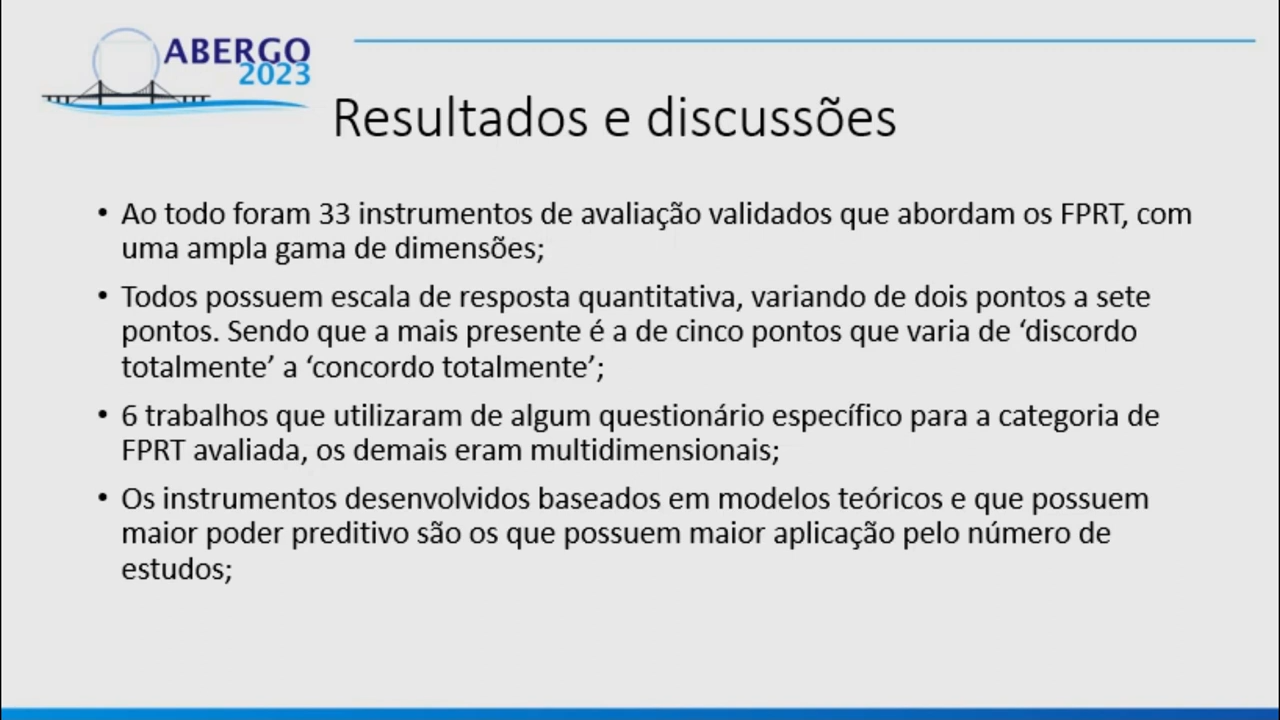 ABERGO
2023
Resultados e discussões
• Ao todo foram 33 instrumentos de avaliação validados que abordam os FPRT, com
uma ampla gama de dimensões;
• Todos possuem escala de resposta quantitativa, variando de dois pontos a sete
pontos. Sendo que a mais presente é a de cinco pontos que varia de ‘discordo
totalmente’ a ‘concordo totalmente’;
• 6 trabalhos que utilizaram de algum questionário específico para a categoria de
FPRT avaliada, os demais eram multidimensionais;
• Os instrumentos desenvolvidos baseados em modelos teóricos e que possuem
maior poder preditivo são os que possuem maior aplicação pelo número de
estudos;